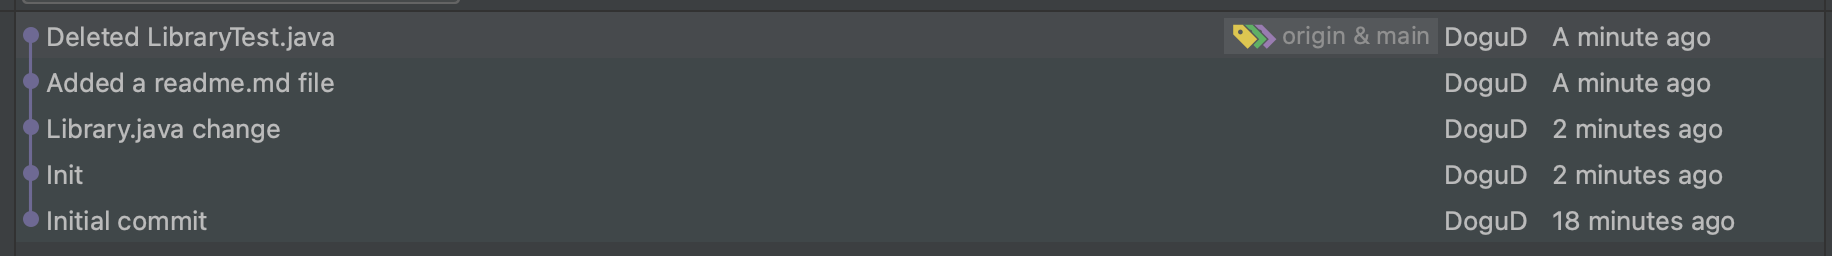 Deleted LibraryTest.java origin & main DoguD A minute ago
Added a readme.md file DoguD A minute ago
Library.java change DoguD 2 minutes ago
Init DoguD 2 minutes ago
Initial commit DoguD 18 minutes ago